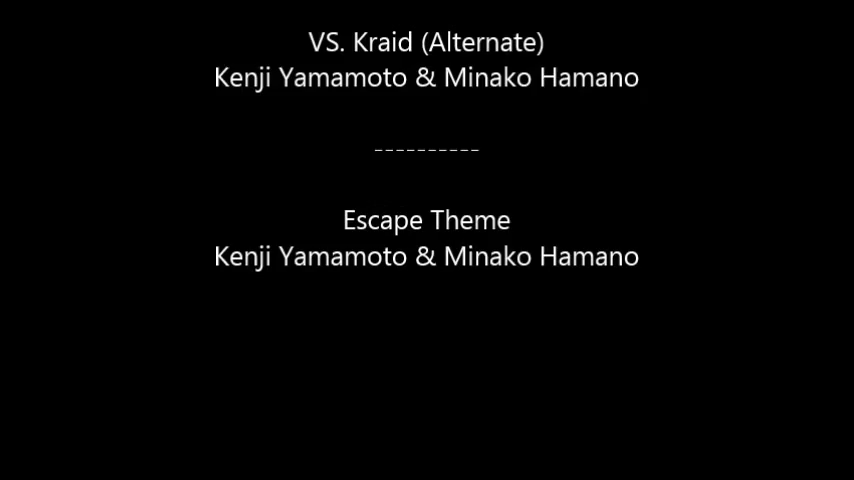 VS. Kraid (Alternate)
Kenji Yamamoto & Minako Hamano
----------
Escape Theme
Kenji Yamamoto & Minako Hamano